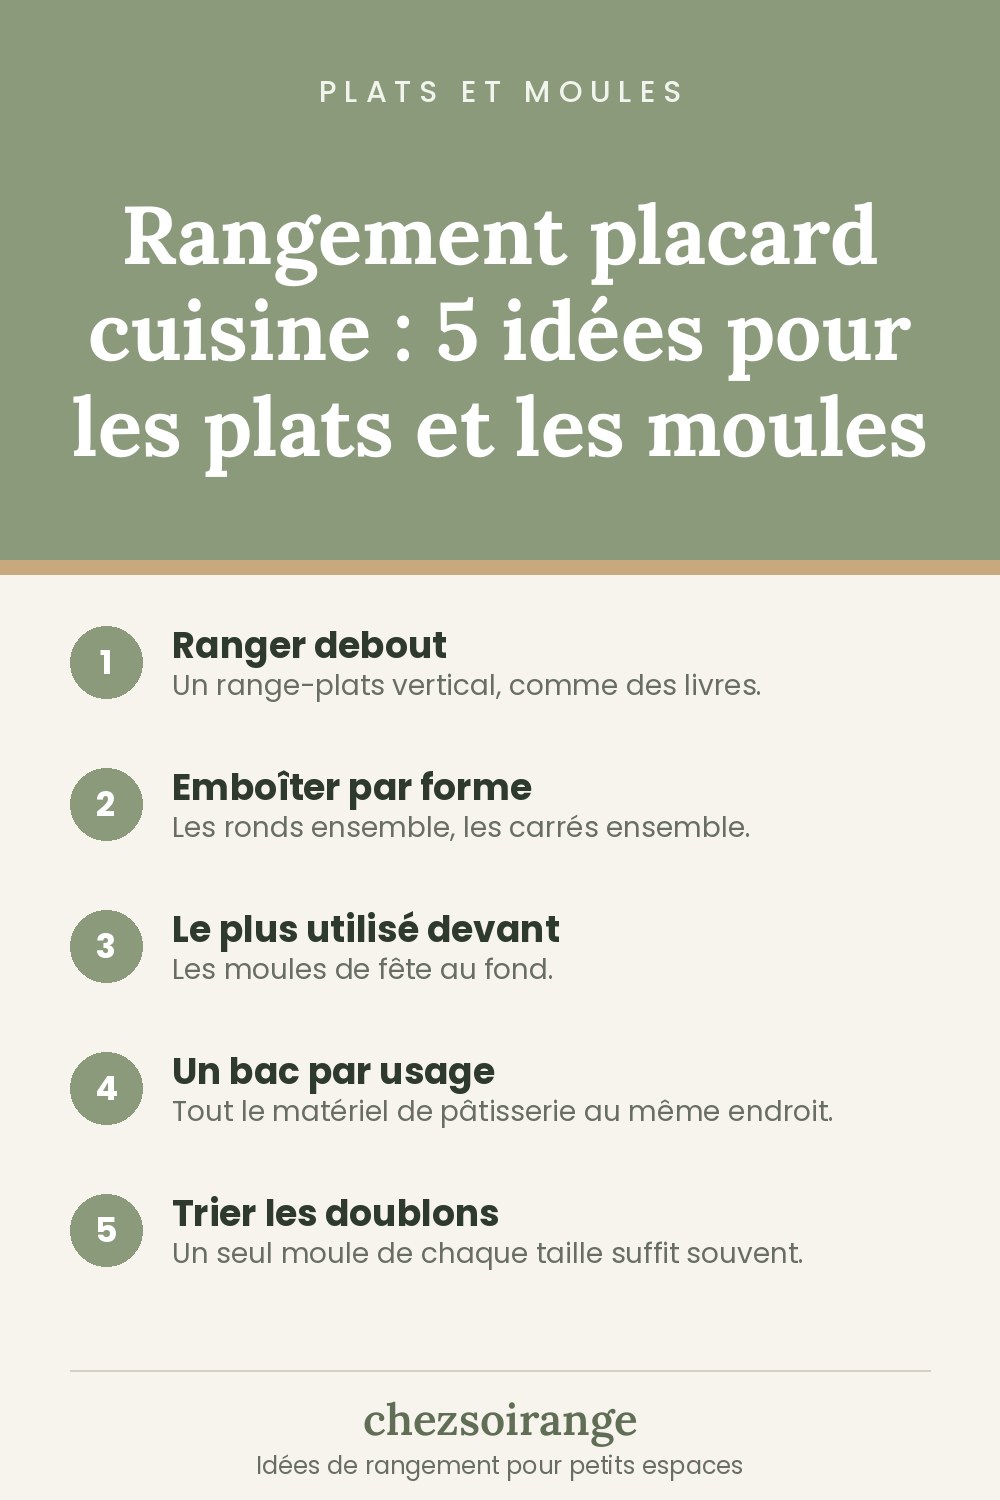 PLATS ET MOULES
Rangement placard
cuisine : 5 idées pour
les plats et les moules
1
Ranger debout
Un range-plats vertical, comme des livres.
2
Emboîter par forme
Les ronds ensemble, les carrés ensemble.
3
Le plus utilisé devant
Les moules de fête au fond.
4
Un bac par usage
Tout le matériel de pâtisserie au même endroit.
5
Trier les doublons
Un seul moule de chaque taille suffit souvent.
chezsoirange
Idées de rangement pour petits espaces